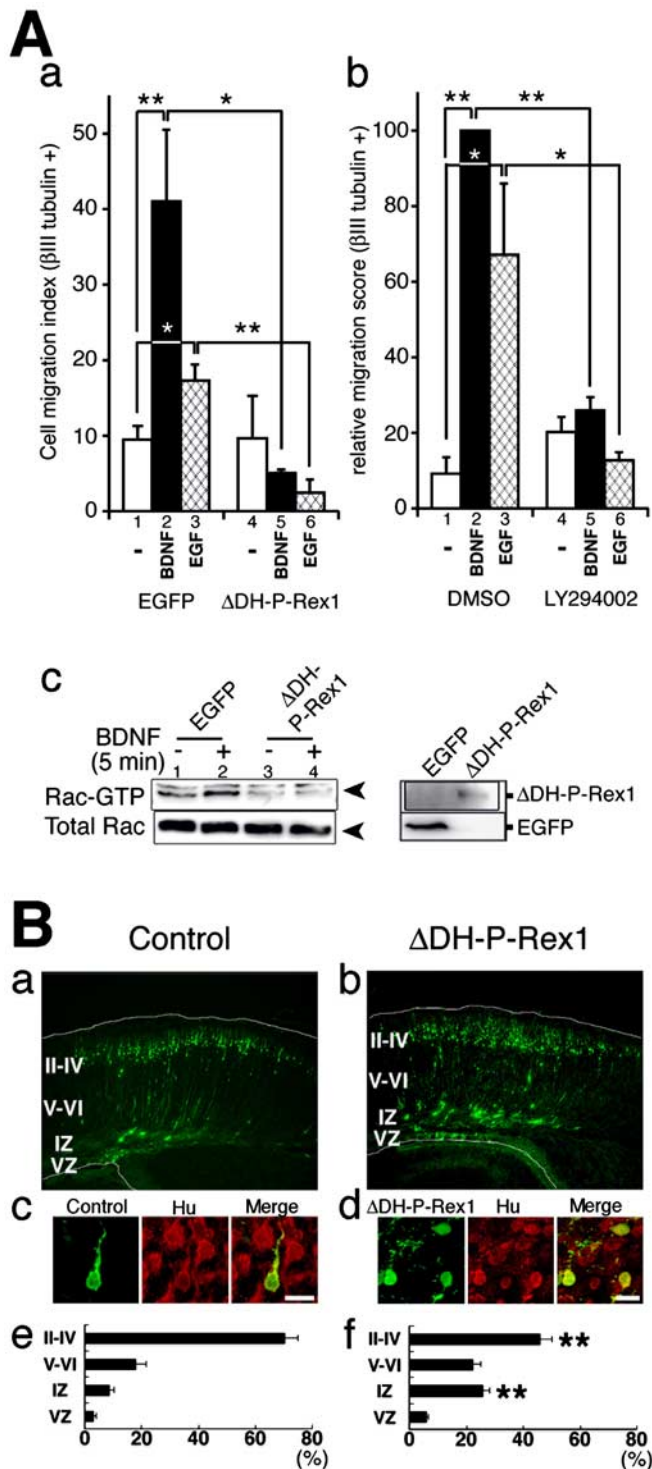 A
a
b
** *
** **
Cell migration index (βIII tubulin +)
50
40
30
20
10
0
* **
1 2 3 4 5 6
- BDNF EGF - BDNF EGF
EGFP ΔDH-P-Rex1
relative migration score (βIII tubulin +)
100
80
60
40
20
0
* *
1 2 3 4 5 6
- BDNF EGF - BDNF EGF
DMSO LY294002
c
EGFP ΔDH-P-Rex1
BDNF (5 min) - + - +
1 2 3 4
Rac-GTP
Total Rac
EGFP ΔDH-P-Rex1
ΔDH-P-Rex1
EGFP
B
Control ΔDH-P-Rex1
a
II-IV
V-VI
IZ
VZ
b
II-IV
V-VI
IZ
VZ
c
Control Hu Merge
d
ΔDH-P-Rex1 Hu Merge
e
II-IV
V-VI
IZ
VZ
0 20 40 60 80
(%)
f
II-IV **
V-VI
IZ **
VZ
0 20 40 60 80
(%)